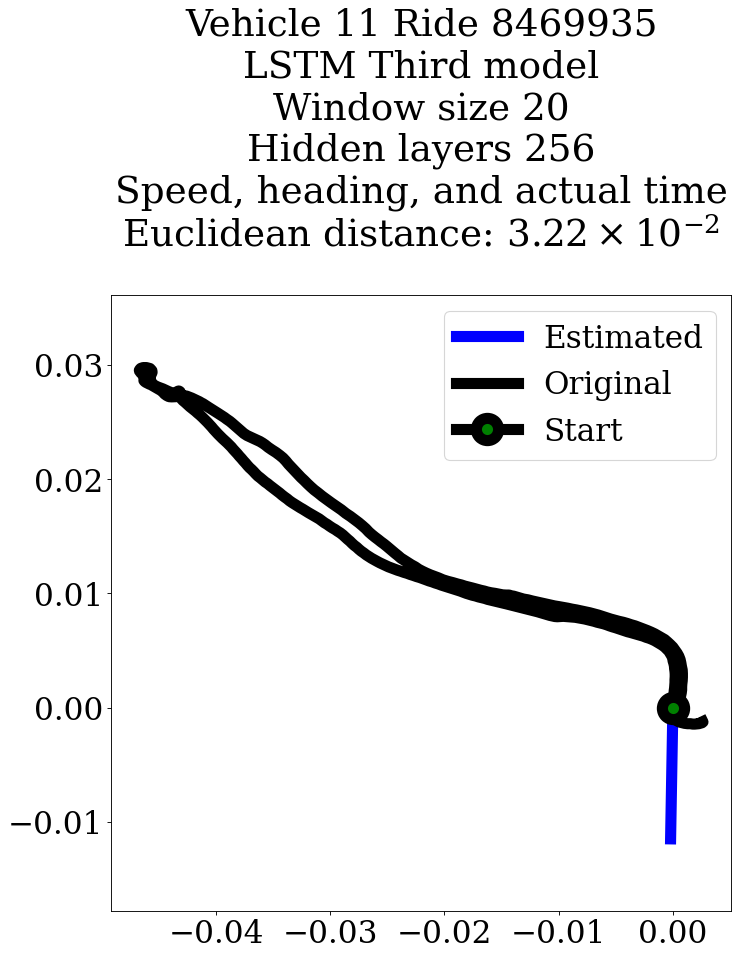 Vehicle 11 Ride 8469935
LSTM Third model
Window size 20
Hidden layers 256
Speed, heading, and actual time
Euclidean distance: 3.22 × 10⁻²
Estimated
Original
Start
0.03
0.02
0.01
0.00
−0.01
−0.04 −0.03 −0.02 −0.01 0.00